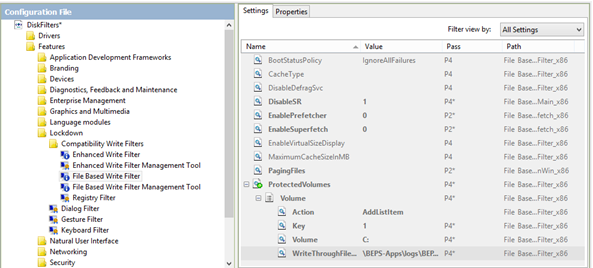 Configuration File
DiskFilters*
Drivers
Features
Application Development Frameworks
Branding
Devices
Diagnostics, Feedback and Maintenance
Enterprise Management
Graphics and Multimedia
Language modules
Lockdown
Compatibility Write Filters
Enhanced Write Filter
Enhanced Write Filter Management Tool
File Based Write Filter
File Based Write Filter Management Tool
Registry Filter
Dialog Filter
Gesture Filter
Keyboard Filter
Natural User Interface
Networking
Security
Settings Properties
Filter view by: All Settings
Name Value Pass Path
BootStatusPolicy IgnoreAllFailures P4 File Base...Filter_x86
CacheType P4 File Base...Filter_x86
DisableDefragSvc P4 File Base...Filter_x86
DisableSR 1 P4* File Base...Main_x86
EnablePrefetcher 0 P2* File Base...fetch_x86
EnableSuperfetch 0 P2* File Base...fetch_x86
EnableVirtualSizeDisplay P4 File Base...Filter_x86
MaximumCacheSizeInMB P4 File Base...Filter_x86
PagingFiles P2* File Base...nWin_x86
ProtectedVolumes P4* File Base...Filter_x86
Volume P4* File Base...Filter_x86
Action AddListItem File Base...Filter_x86
Key 1 P4* File Base...Filter_x86
Volume C: P4* File Base...Filter_x86
WriteThroughFile... \BEPS-Apps\logs\BEP... P4* File Base...Filter_x86